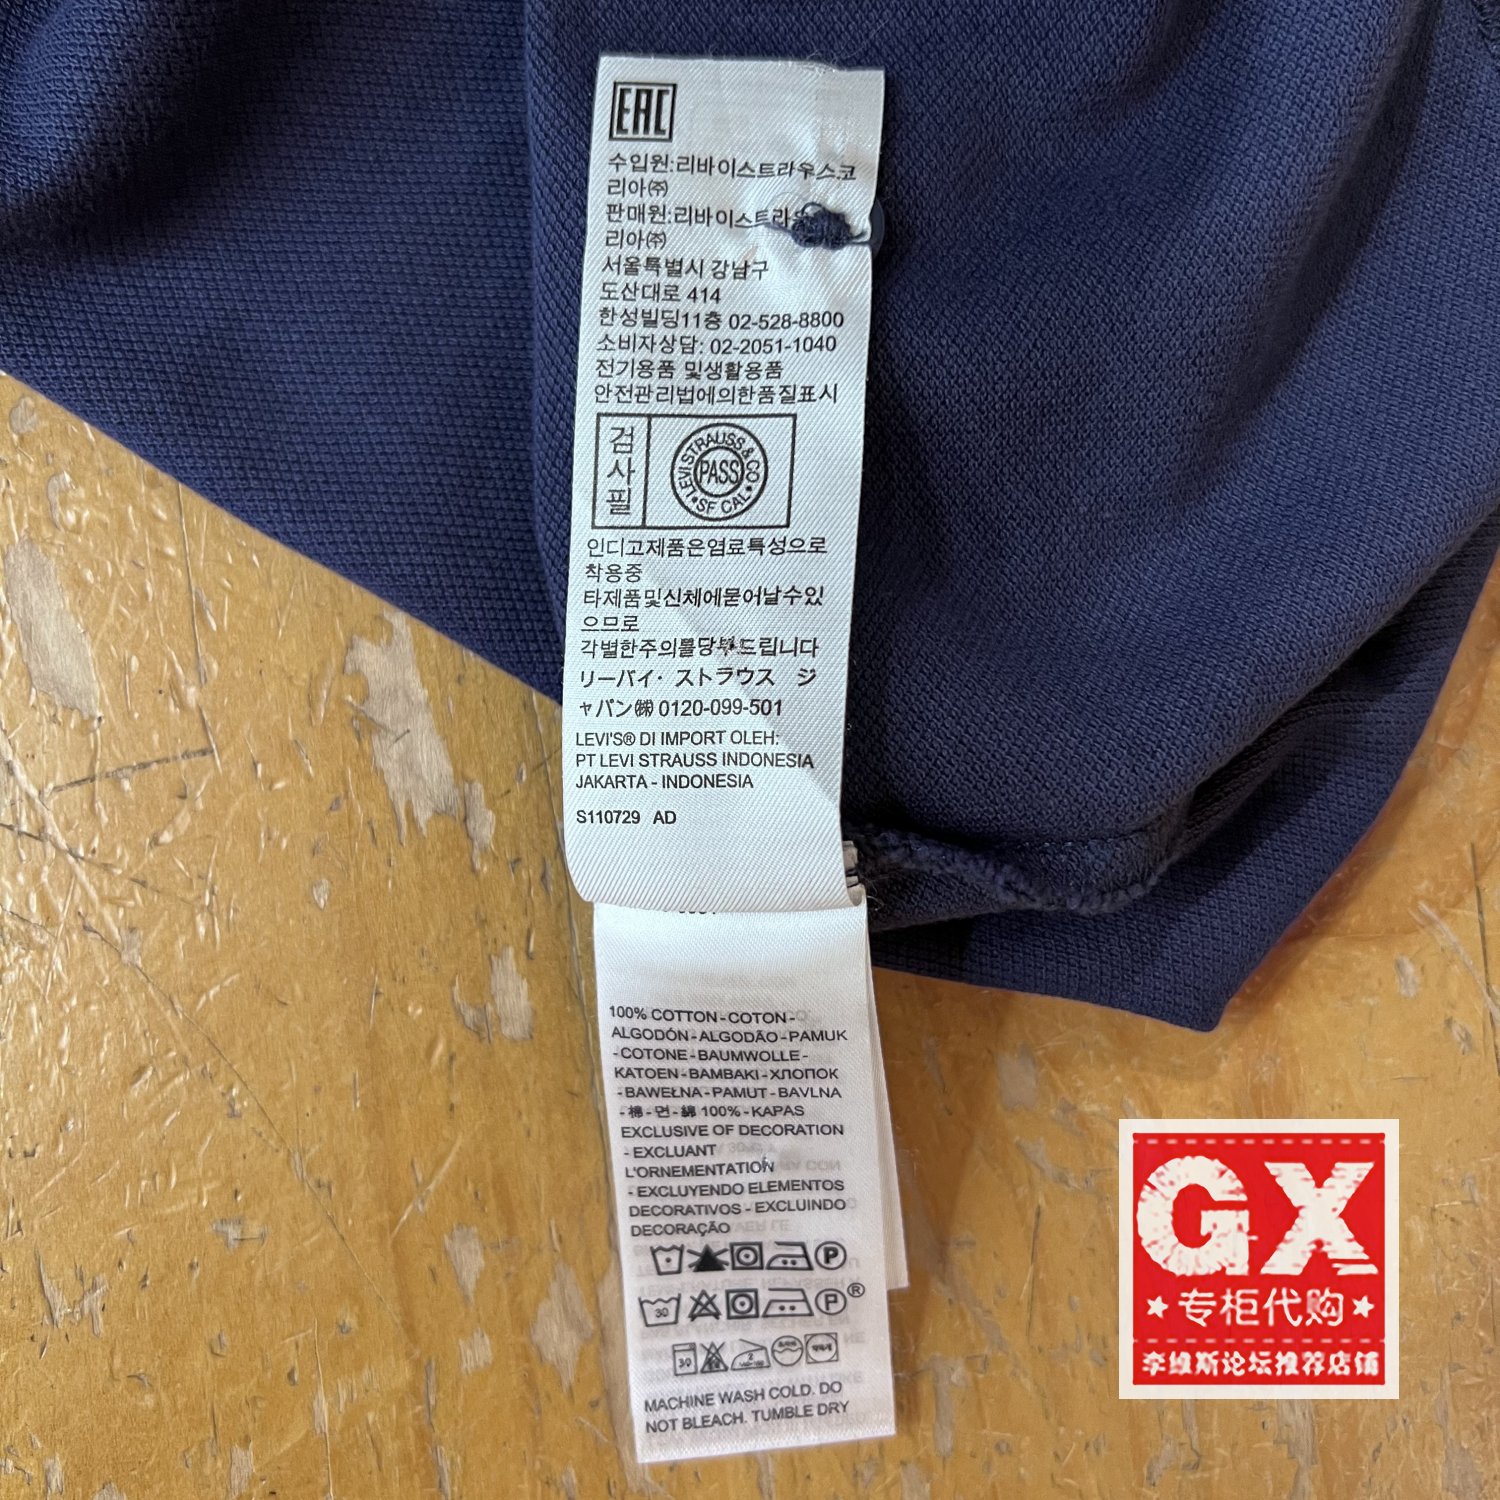 EAC
수입원:리바이스트라우스코
리아㈜
판매원:리바이스트라우
리아㈜
서울특별시 강남구
도산대로 414
한성빌딩11층 02-528-8800
소비자상담: 02-2051-1040
전기용품 및생활용품
안전관리법에의한품질표시
검사필
LEVI STRAUSS & CO
PASS
SF CAL
인디고제품은염료특성으로
착용중
타제품및신체에묻어날수있
으므로
각별한주의를당부드립니다
リーバイ・ストラウス ジ
ャパン㈱ 0120-099-501
LEVI'S® DI IMPORT OLEH:
PT LEVI STRAUSS INDONESIA
JAKARTA - INDONESIA
S110729 AD
100% COTTON - COTON -
ALGODÓN - ALGODÃO - PAMUK
- COTONE - BAUMWOLLE -
KATOEN - BAMBAKI - ХЛОПОК
- BAWEŁNA - PAMUT - BAVLNA
- 棉 - 면 - 綿 100% - KAPAS
EXCLUSIVE OF DECORATION
- EXCLUANT
L'ORNEMENTATION
- EXCLUYENDO ELEMENTOS
DECORATIVOS - EXCLUINDO
DECORAÇÃO
P
30 P®
30 2
MACHINE WASH COLD. DO
NOT BLEACH. TUMBLE DRY
GX
★专柜代购★
李维斯论坛推荐店铺